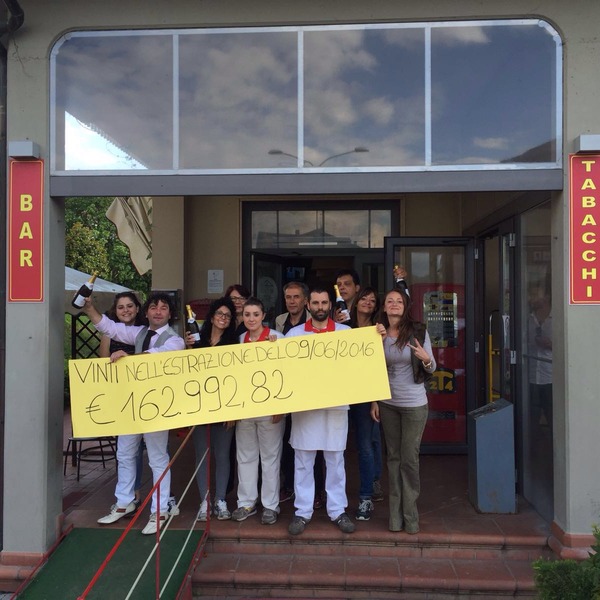 BAR
TABACCHI
VINTI NELL'ESTRAZIONE DEL 09/06/2016
€ 162.992,82